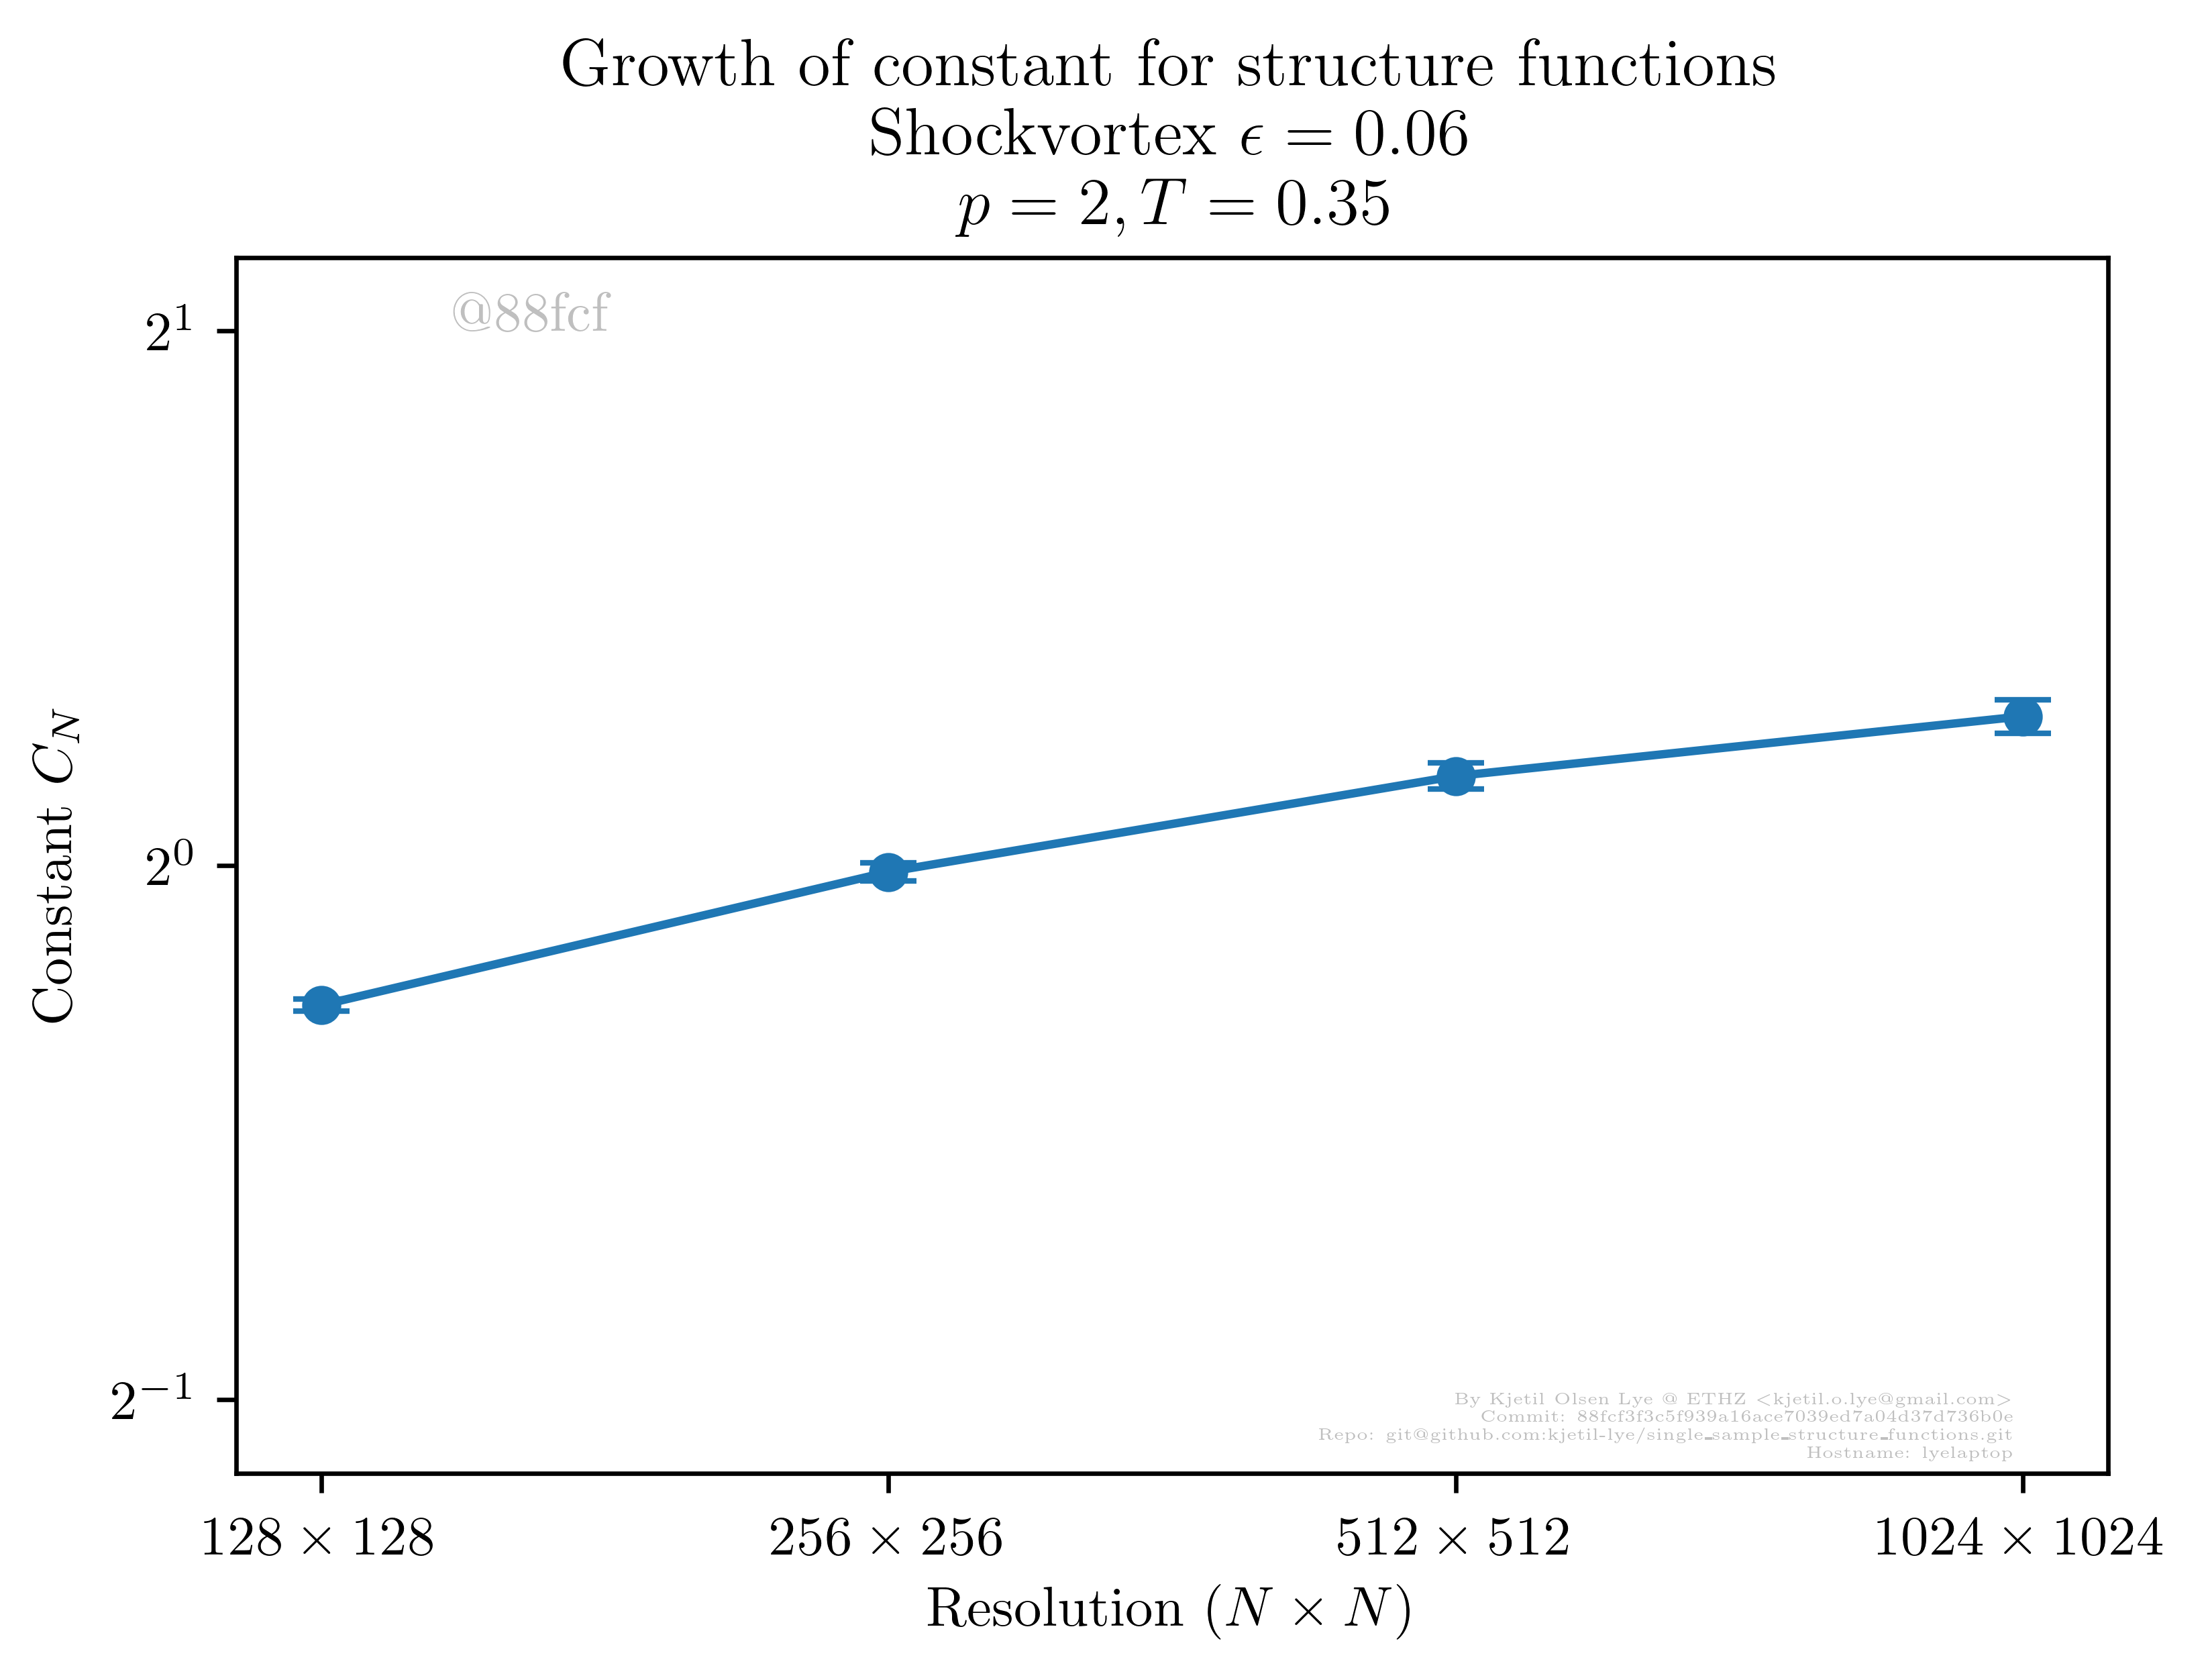 Growth of constant for structure functions
Shockvortex ϵ = 0.06
p = 2, T = 0.35
@88fcf
2¹
2⁰
2⁻¹
Constant C_N
By Kjetil Olsen Lye @ ETHZ <kjetil.o.lye@gmail.com>
Commit: 88fcf3f3c5f939a16ace7039ed7a04d37d736b0e
Repo: git@github.com:kjetil-lye/single_sample_structure_functions.git
Hostname: lyelaptop
128 × 128 256 × 256 512 × 512 1024 × 1024
Resolution (N × N)